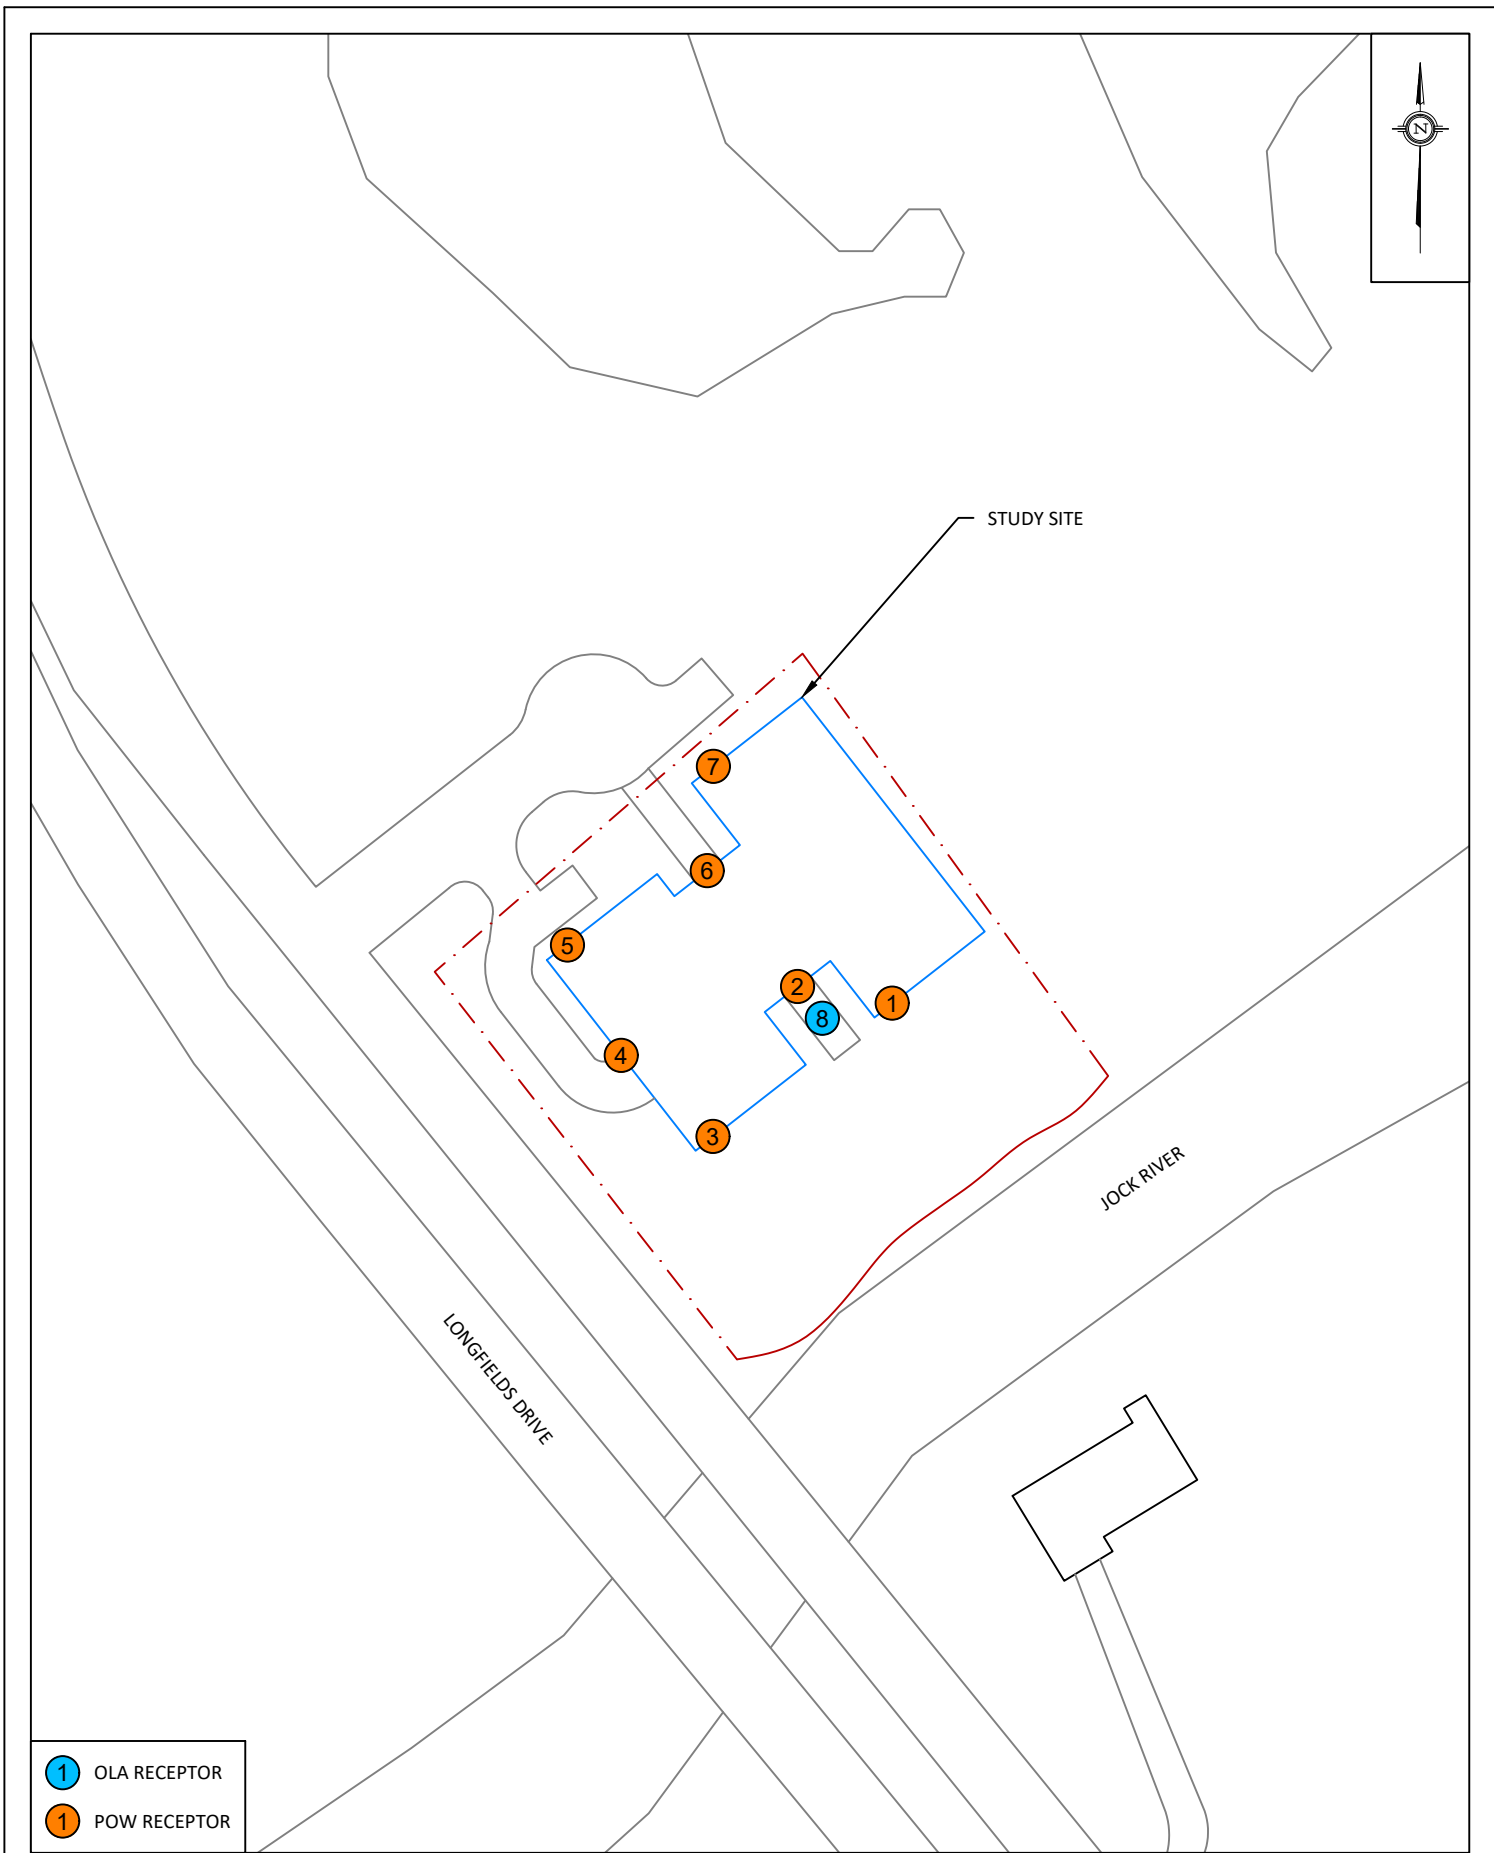 N
STUDY SITE
7
6
5
2
1
8
4
3
JOCK RIVER
LONGFIELDS DRIVE
1 OLA RECEPTOR
1 POW RECEPTOR